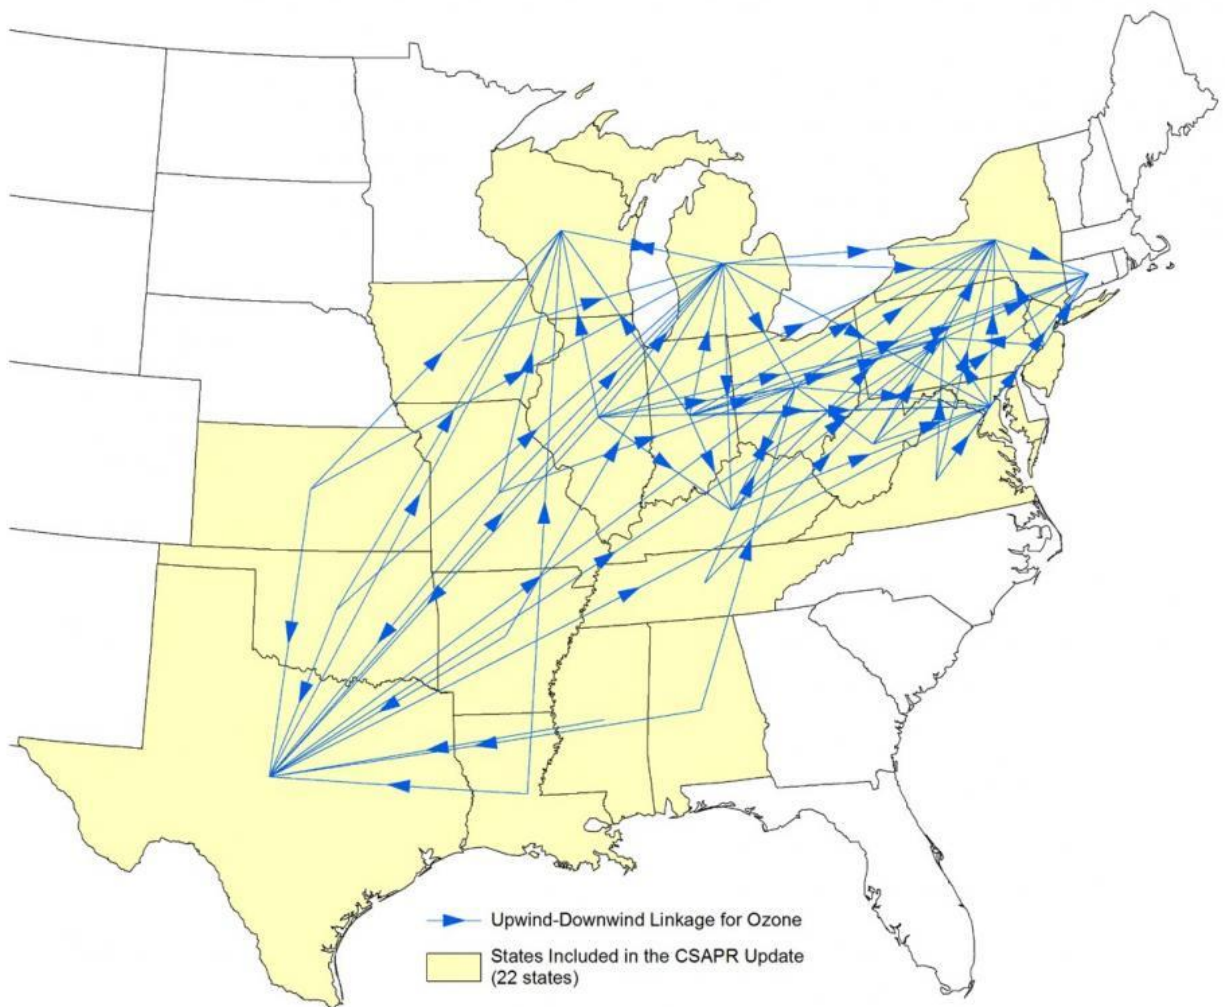 Upwind-Downwind Linkage for Ozone
States Included in the CSAPR Update
(22 states)